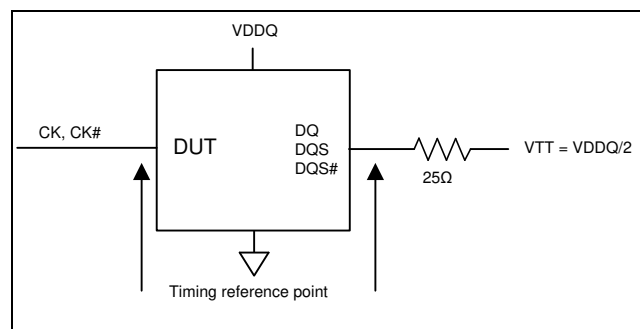 VDDQ
CK, CK#
DUT
DQ
DQS
DQS#
VTT = VDDQ/2
25Ω
Timing reference point